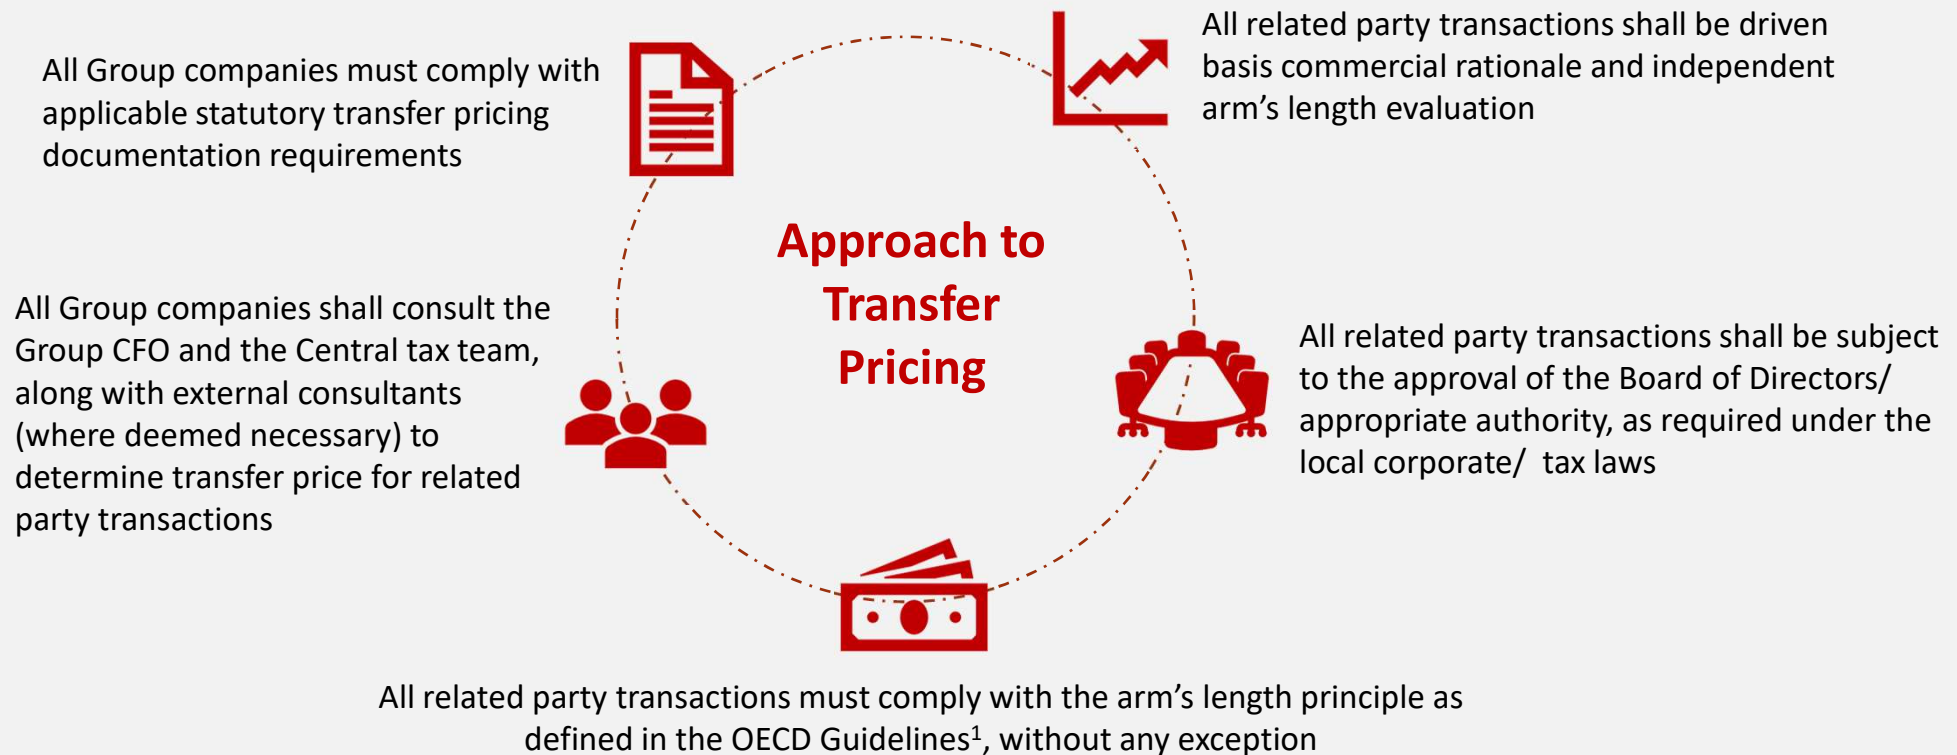 All Group companies must comply with
applicable statutory transfer pricing
documentation requirements
All related party transactions shall be driven
basis commercial rationale and independent
arm’s length evaluation
Approach to
Transfer
Pricing
All Group companies shall consult the
Group CFO and the Central tax team,
along with external consultants
(where deemed necessary) to
determine transfer price for related
party transactions
All related party transactions shall be subject
to the approval of the Board of Directors/
appropriate authority, as required under the
local corporate/ tax laws
All related party transactions must comply with the arm’s length principle as
defined in the OECD Guidelines¹, without any exception